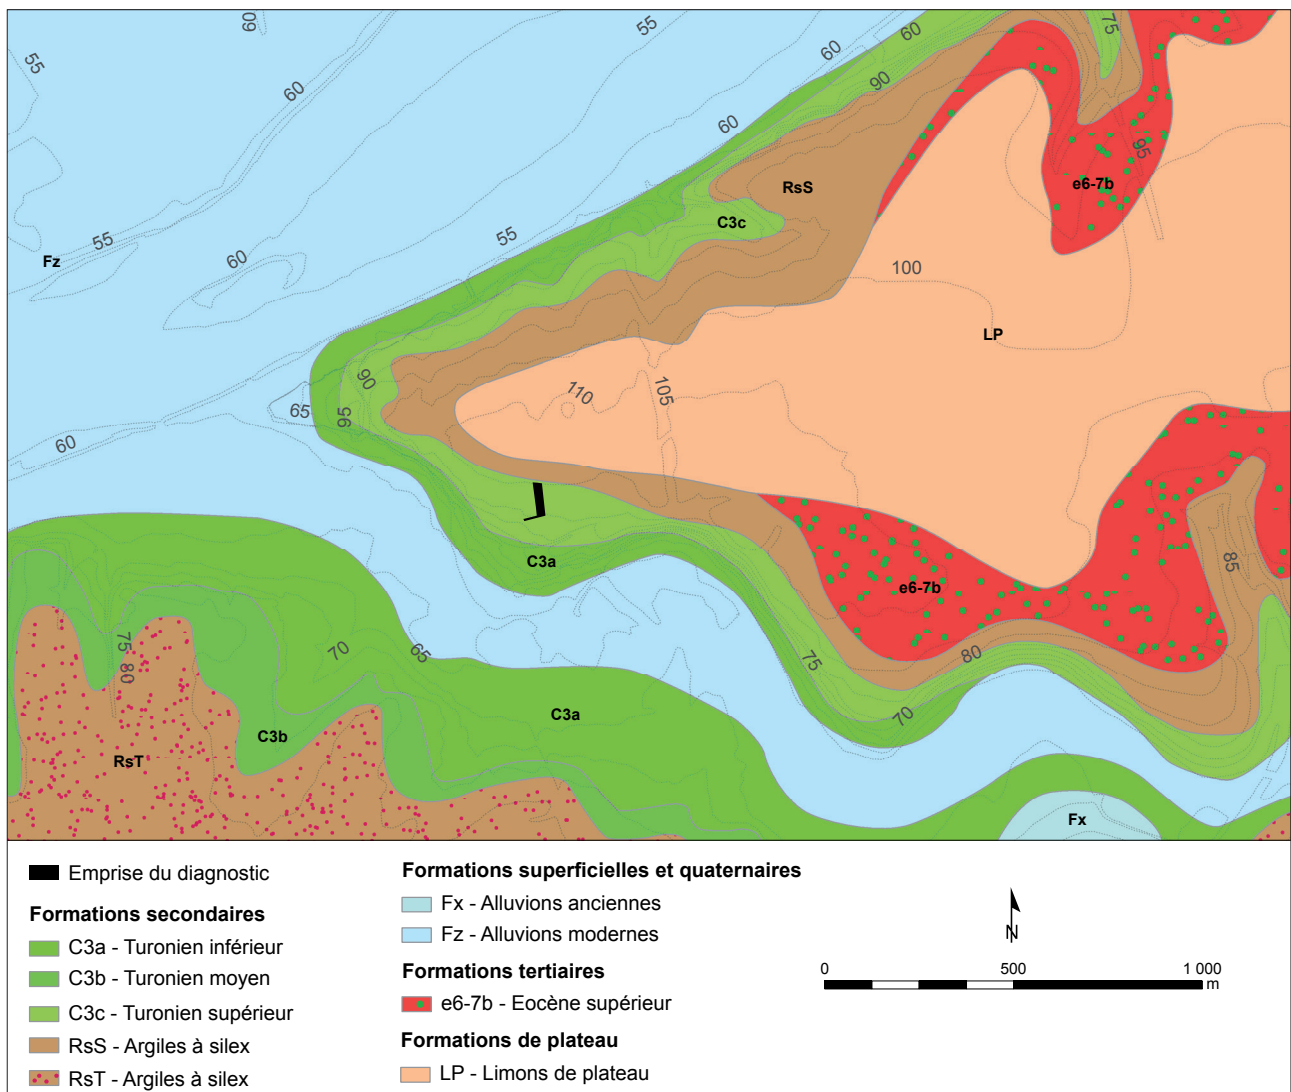 60
55
60
55
60
60
90
60
75
95
RsS
e6-7b
C3c
55
60
55
Fz
100
LP
90
110
105
65
95
60
C3a
85
e6-7b
75
80
70
65
75
80
70
C3a
C3b
RsT
Fx
Emprise du diagnostic
Formations secondaires
C3a - Turonien inférieur
C3b - Turonien moyen
C3c - Turonien supérieur
RsS - Argiles à silex
RsT - Argiles à silex
Formations superficielles et quaternaires
Fx - Alluvions anciennes
Fz - Alluvions modernes
Formations tertiaires
e6-7b - Eocène supérieur
Formations de plateau
LP - Limons de plateau
N
0 500 1 000
m